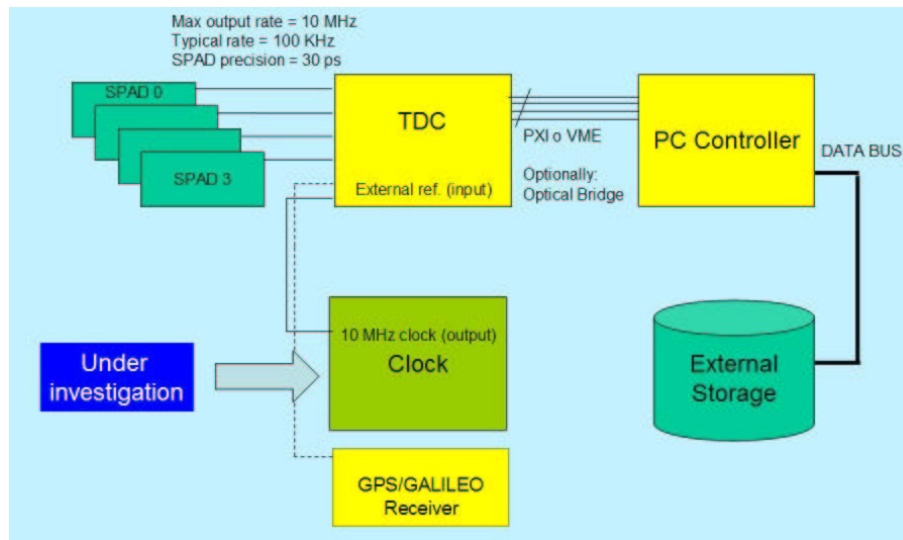 Max output rate = 10 MHz
Typical rate = 100 KHz
SPAD precision = 30 ps
SPAD 0
SPAD 3
TDC
External ref. (input)
PXI o VME
Optionally:
Optical Bridge
PC Controller
DATA BUS
10 MHz clock (output)
Clock
Under
investigation
External
Storage
GPS/GALILEO
Receiver